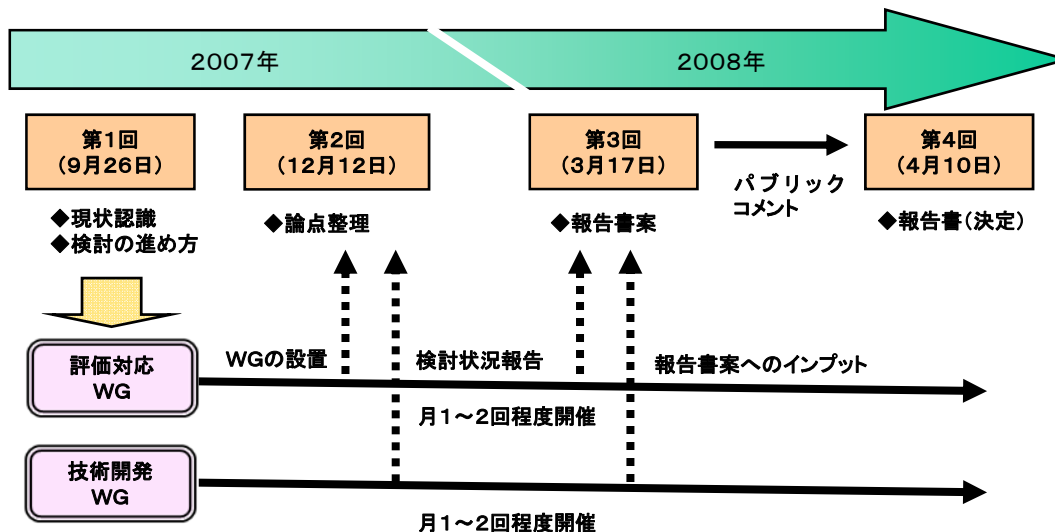 2007年
2008年
第1回
(9月26日)
第2回
(12月12日)
第3回
(3月17日)
第4回
(4月10日)
パブリック
コメント
◆現状認識
◆検討の進め方
◆論点整理
◆報告書案
◆報告書(決定)
評価対応
WG
WGの設置
検討状況報告
報告書案へのインプット
月1～2回程度開催
技術開発
WG
月1～2回程度開催